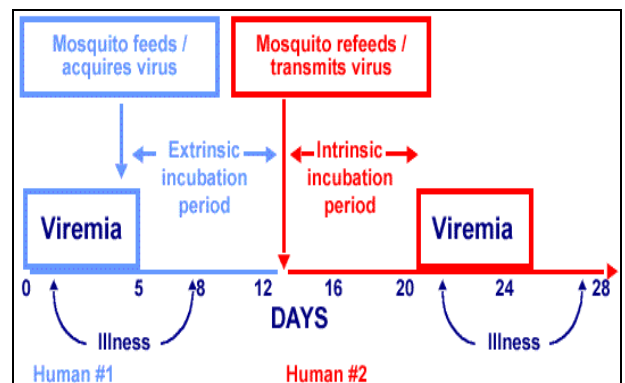 Mosquito feeds /
acquires virus
Mosquito refeeds /
transmits virus
Extrinsic
incubation
period
Intrinsic
incubation
period
Viremia
Viremia
0 5 8 12 16 20 24 28
DAYS
Illness
Illness
Human #1
Human #2